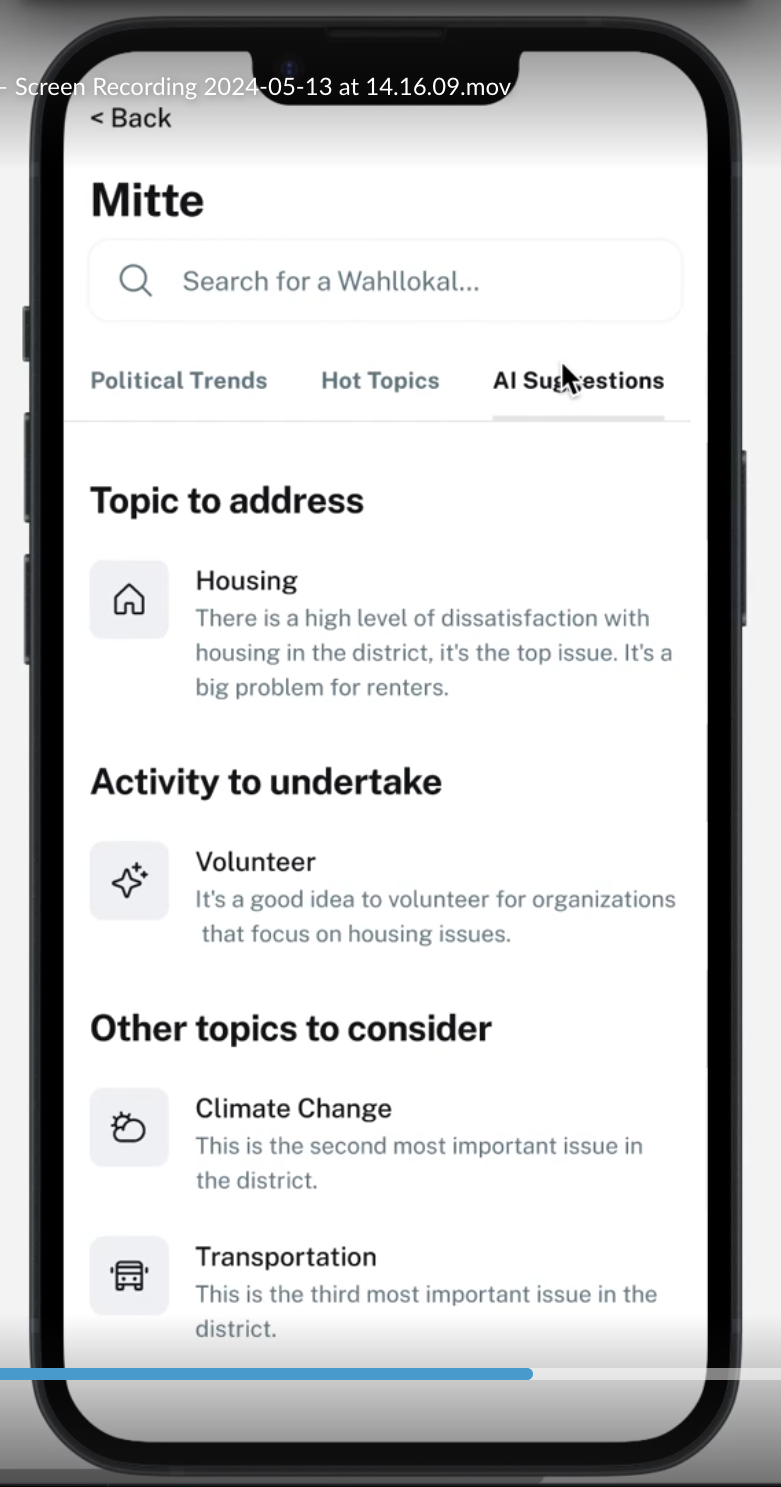 - Screen Recording 2024-05-13 at 14.16.09.mov
< Back
Mitte
Search for a Wahllokal...
Political Trends Hot Topics AI Suggestions
Topic to address
Housing
There is a high level of dissatisfaction with
housing in the district, it's the top issue. It's a
big problem for renters.
Activity to undertake
Volunteer
It's a good idea to volunteer for organizations
that focus on housing issues.
Other topics to consider
Climate Change
This is the second most important issue in
the district.
Transportation
This is the third most important issue in the
district.